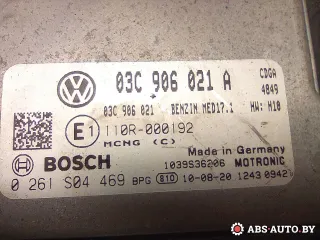 03C 906 021 A CDGA
4849
03C 906 021 BENZIN MED17.1 HW: H10
E1 110R-000192
MCNG (C) Made in Germany
BOSCH 1039S36206 MOTRONIC
0 261 S04 469 BPG 810 10-08-20 1243 0942
ABS-AUTO.BY